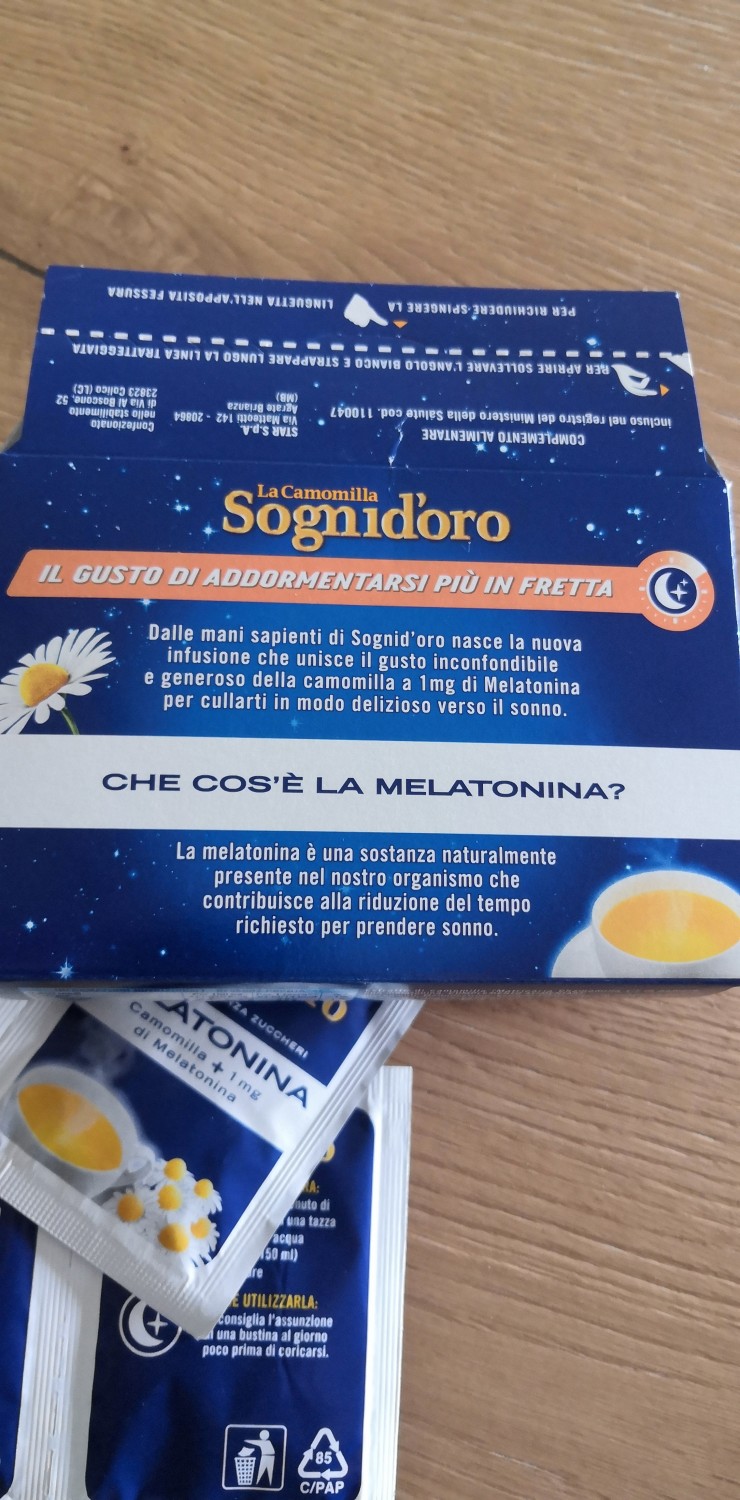 PER RICHIUDERE SPINGERE LA
LINGUETTA NELL'APPOSITA FESSURA
PER APRIRE SOLLEVARE L'ANGOLO BIANCO E STRAPPARE LUNGO LA LINEA TRATTEGGIATA
COMPLEMENTO ALIMENTARE
incluso nel registro del Ministero della Salute cod. 110047
STAR S.p.A.
Via Matteotti 142 - 20864
Agrate Brianza
(MB)
Confezionato
nello stabilimento
di Via Al Boscone, 52
23823 Colico (LC)
La Camomilla
Sognid'oro
IL GUSTO DI ADDORMENTARSI PIÙ IN FRETTA
Dalle mani sapienti di Sognid'oro nasce la nuova
infusione che unisce il gusto inconfondibile
e generoso della camomilla a 1mg di Melatonina
per cullarti in modo delizioso verso il sonno.
CHE COS'È LA MELATONINA?
La melatonina è una sostanza naturalmente
presente nel nostro organismo che
contribuisce alla riduzione del tempo
richiesto per prendere sonno.
ZUCCHERI
LATONINA
Camomilla + 1 mg
di Melatonina
una tazza
acqua
50 ml)
UTILIZZARLA:
consiglia l'assunzione
una bustina al giorno
poco prima di coricarsi.
85
C/PAP